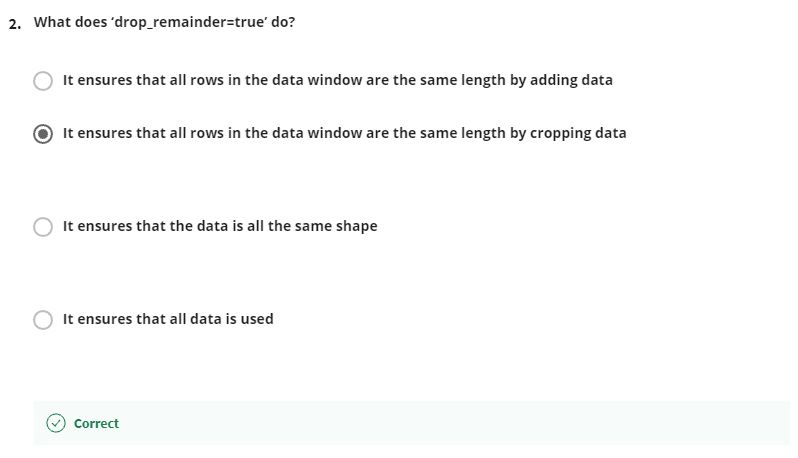 2. What does ‘drop_remainder=true’ do?
It ensures that all rows in the data window are the same length by adding data
It ensures that all rows in the data window are the same length by cropping data
It ensures that the data is all the same shape
It ensures that all data is used
Correct